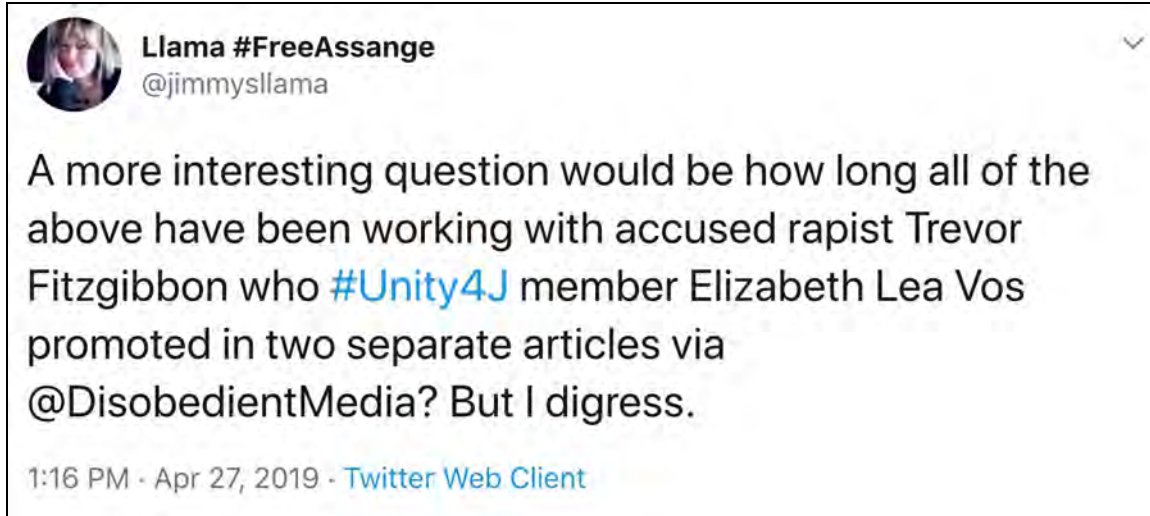 Llama #FreeAssange
@jimmysllama
A more interesting question would be how long all of the
above have been working with accused rapist Trevor
Fitzgibbon who #Unity4J member Elizabeth Lea Vos
promoted in two separate articles via
@DisobedientMedia? But I digress.
1:16 PM · Apr 27, 2019 · Twitter Web Client